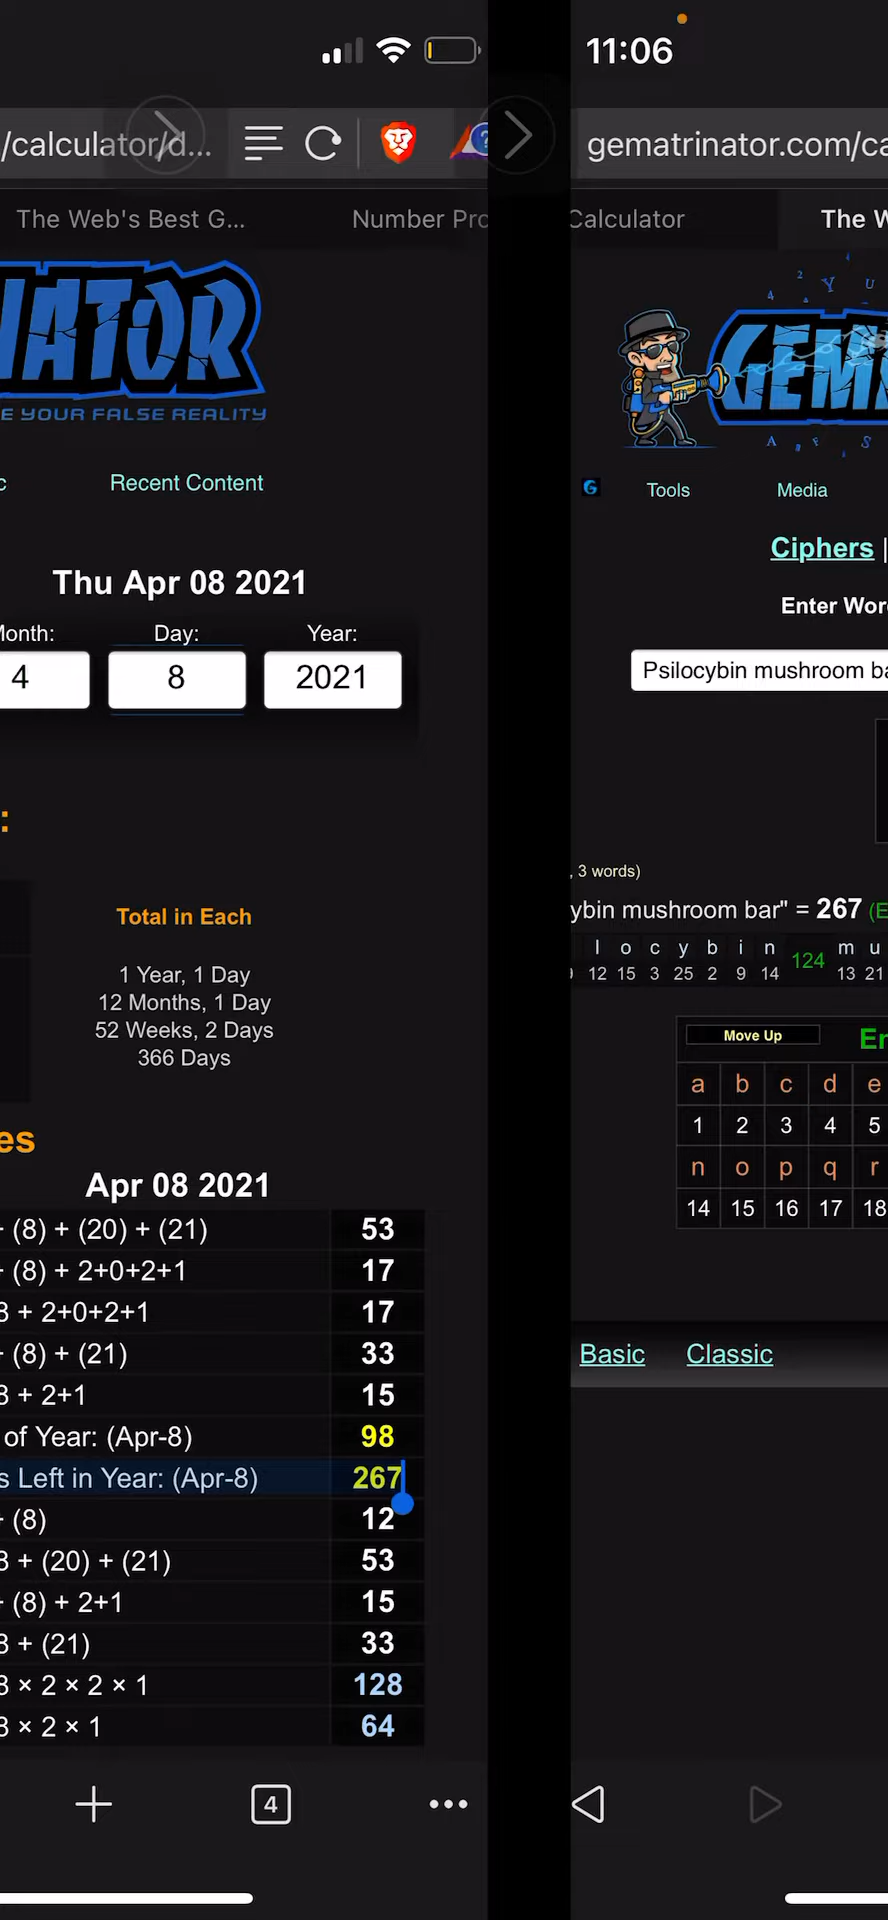 /calculator/d...
The Web's Best G...
Number Pro
NATOR
E YOUR FALSE REALITY
c
Recent Content
Thu Apr 08 2021
Month:
Day:
Year:
4
8
2021
:
Total in Each
1 Year, 1 Day
12 Months, 1 Day
52 Weeks, 2 Days
366 Days
es
Apr 08 2021
+ (8) + (20) + (21) 53
+ (8) + 2+0+2+1 17
8 + 2+0+2+1 17
+ (8) + (21) 33
8 + 2+1 15
of Year: (Apr-8) 98
s Left in Year: (Apr-8) 267
+ (8) 12
8 + (20) + (21) 53
+ (8) + 2+1 15
8 + (21) 33
8 × 2 × 2 × 1 128
8 × 2 × 1 64
4
11:06
gematrinator.com/ca
Calculator
The W
2 Y U
4
GEM
A R F S
G
Tools
Media
Ciphers |
Enter Wor
Psilocybin mushroom ba
, 3 words)
ybin mushroom bar" = 267 (E
l o c y b i n 124 m u
12 15 3 25 2 9 14 13 21
Move Up
En
a b c d e
1 2 3 4 5
n o p q r
14 15 16 17 18
Basic
Classic